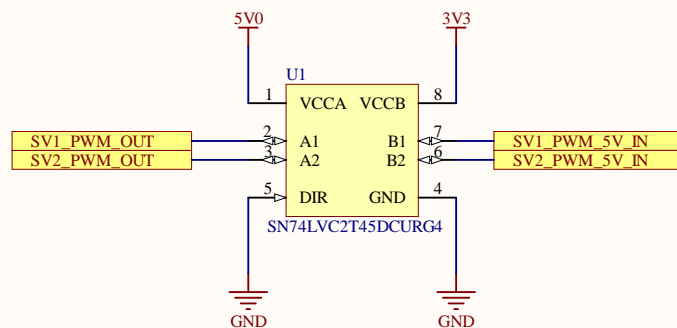 5V0 3V3
U1
1 VCCA VCCB 8
SV1_PWM_OUT 2 A1 B1 7 SV1_PWM_5V_IN
SV2_PWM_OUT 3 A2 B2 6 SV2_PWM_5V_IN
5 DIR GND 4
SN74LVC2T45DCURG4
GND GND